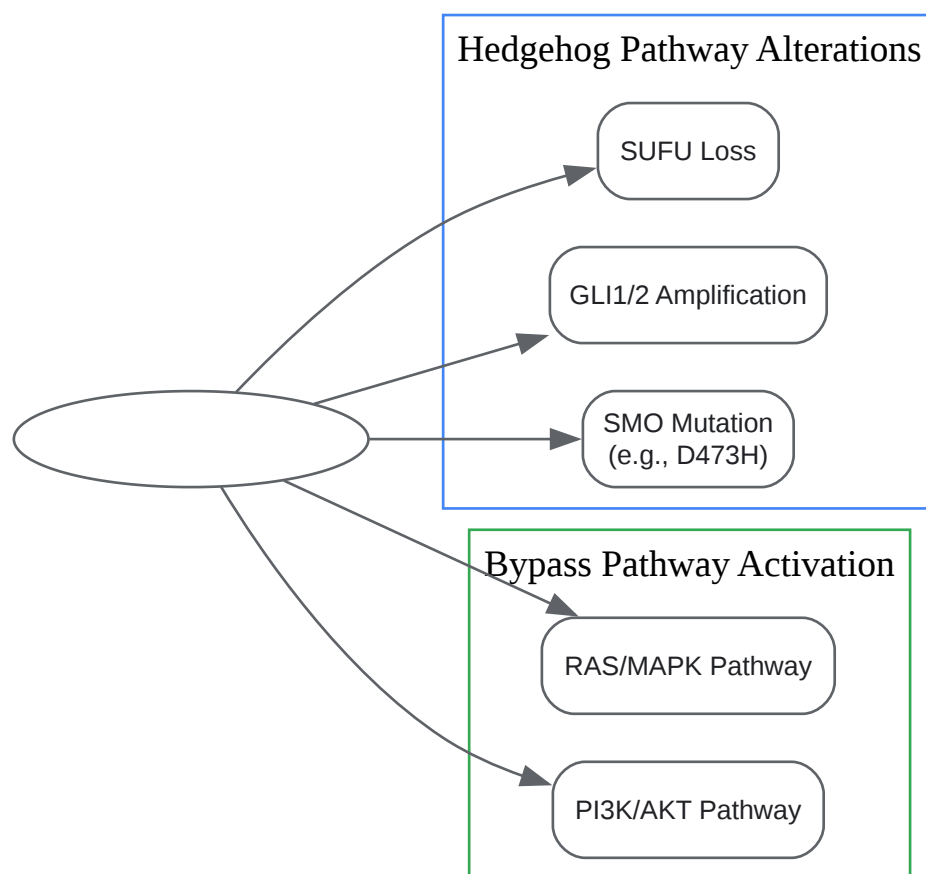 Hedgehog Pathway Alterations
SUFU Loss
GLI1/2 Amplification
SMO Mutation
(e.g., D473H)
Bypass Pathway Activation
RAS/MAPK Pathway
PI3K/AKT Pathway